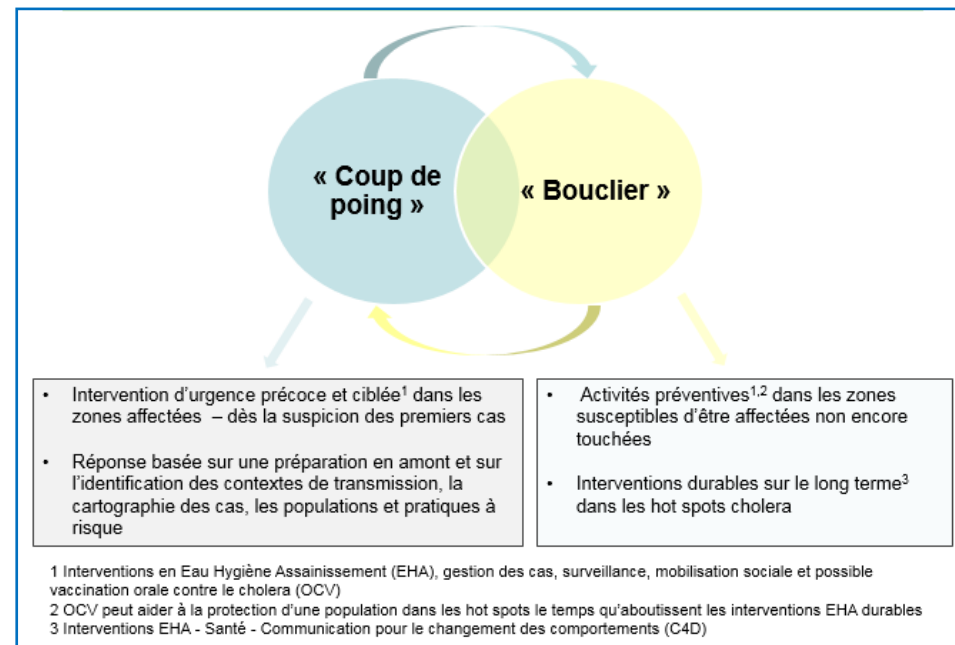 « Coup de
poing »
« Bouclier »
• Intervention d'urgence précoce et ciblée1 dans les
zones affectées – dès la suspicion des premiers cas
• Réponse basée sur une préparation en amont et sur
l'identification des contextes de transmission, la
cartographie des cas, les populations et pratiques à
risque
• Activités préventives1,2 dans les zones
susceptibles d'être affectées non encore
touchées
• Interventions durables sur le long terme3
dans les hot spots cholera
1 Interventions en Eau Hygiène Assainissement (EHA), gestion des cas, surveillance, mobilisation sociale et possible
vaccination orale contre le cholera (OCV)
2 OCV peut aider à la protection d'une population dans les hot spots le temps qu'aboutissent les interventions EHA durables
3 Interventions EHA - Santé - Communication pour le changement des comportements (C4D)